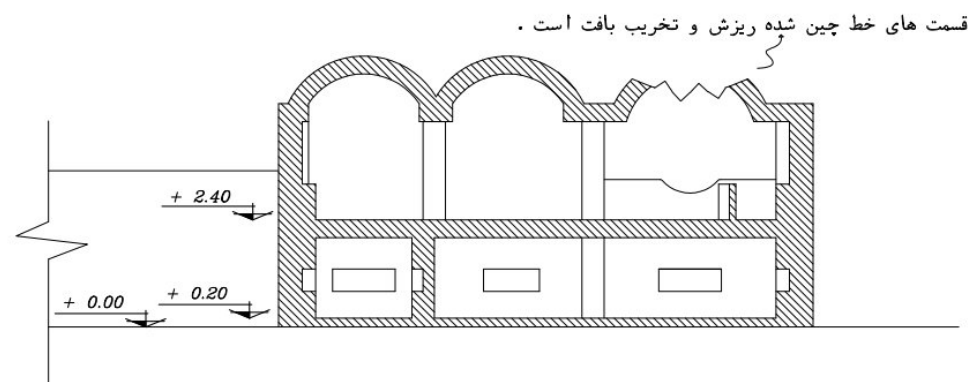 قسمت های خط چین شده ریزش و تخریب بافت است .
+ 2.40
+ 0.20
+ 0.00